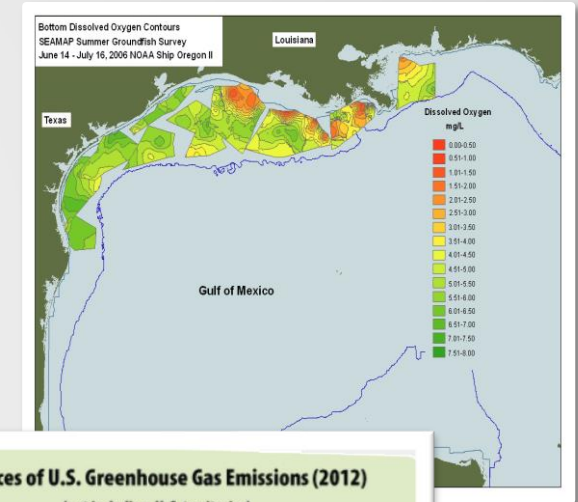 Bottom Dissolved Oxygen Contours
SEAMAP Summer Groundfish Survey
June 14 - July 16, 2006 NOAA Ship Oregon II
Louisiana
Texas
Dissolved Oxygen
mg/L
0.00-0.50
0.51-1.00
1.01-1.50
1.51-2.00
2.01-2.50
2.51-3.00
3.01-3.50
3.51-4.00
4.01-4.50
4.51-5.00
5.01-5.50
5.51-6.00
6.01-6.50
6.51-7.00
7.01-7.50
7.51-8.00
Gulf of Mexico
of U.S. Greenhouse Gas Emissions (2012)